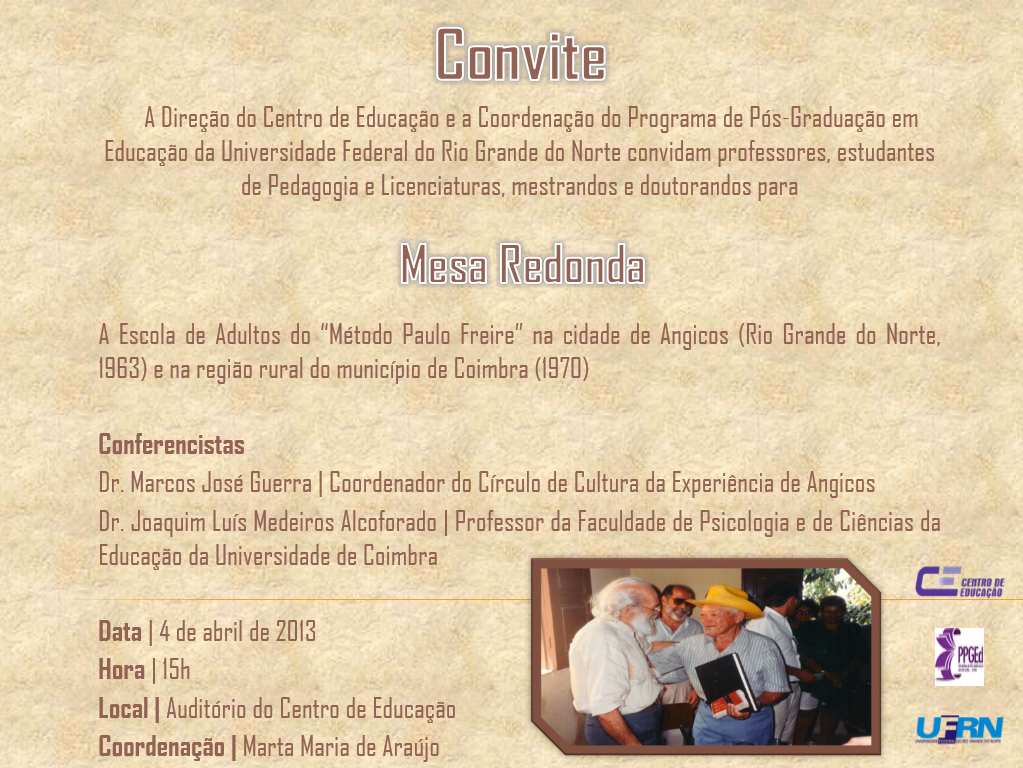 Convite
A Direção do Centro de Educação e a Coordenação do Programa de Pós-Graduação em
Educação da Universidade Federal do Rio Grande do Norte convidam professores, estudantes
de Pedagogia e Licenciaturas, mestrandos e doutorandos para
Mesa Redonda
A Escola de Adultos do “Método Paulo Freire” na cidade de Angicos (Rio Grande do Norte,
1963) e na região rural do município de Coimbra (1970)
Conferencistas
Dr. Marcos José Guerra | Coordenador do Círculo de Cultura da Experiência de Angicos
Dr. Joaquim Luís Medeiros Alcoforado | Professor da Faculdade de Psicologia e de Ciências da
Educação da Universidade de Coimbra
Data | 4 de abril de 2013
Hora | 15h
Local | Auditório do Centro de Educação
Coordenação | Marta Maria de Araújo
CE CENTRO DE
EDUCAÇÃO
PPGEd
UFRN